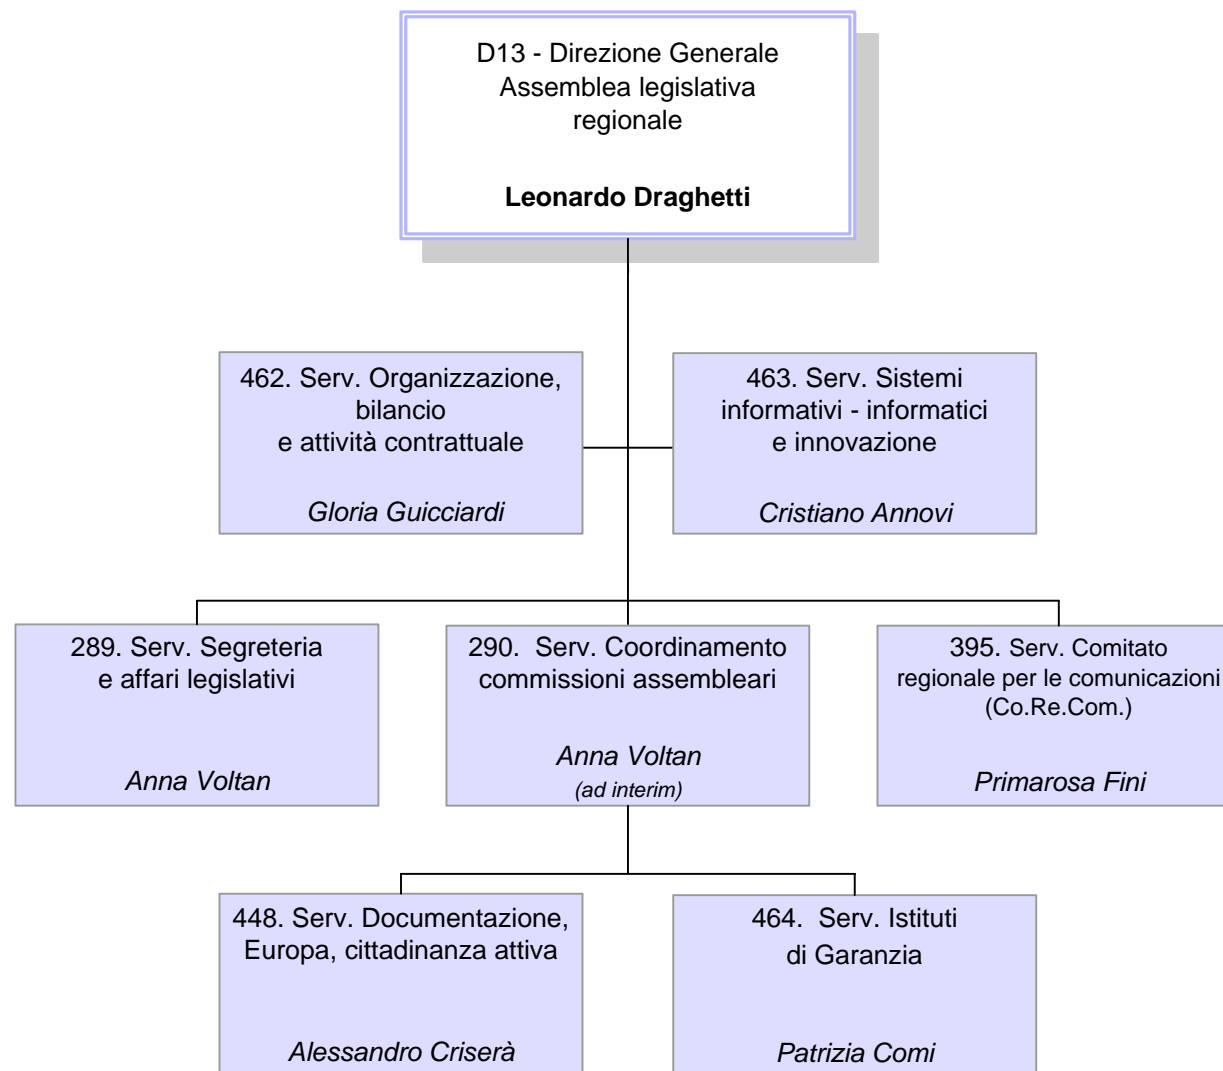 D13 - Direzione Generale
Assemblea legislativa
regionale
Leonardo Draghetti
462. Serv. Organizzazione,
bilancio
e attività contrattuale
Gloria Guicciardi
463. Serv. Sistemi
informativi - informatici
e innovazione
Cristiano Annovi
289. Serv. Segreteria
e affari legislativi
Anna Voltan
290.  Serv. Coordinamento
commissioni assembleari
Anna Voltan
(ad interim)
395. Serv. Comitato
regionale per le comunicazioni
(Co.Re.Com.)
Primarosa Fini
448. Serv. Documentazione,
Europa, cittadinanza attiva
Alessandro Criserà
464.  Serv. Istituti
di Garanzia
Patrizia Comi